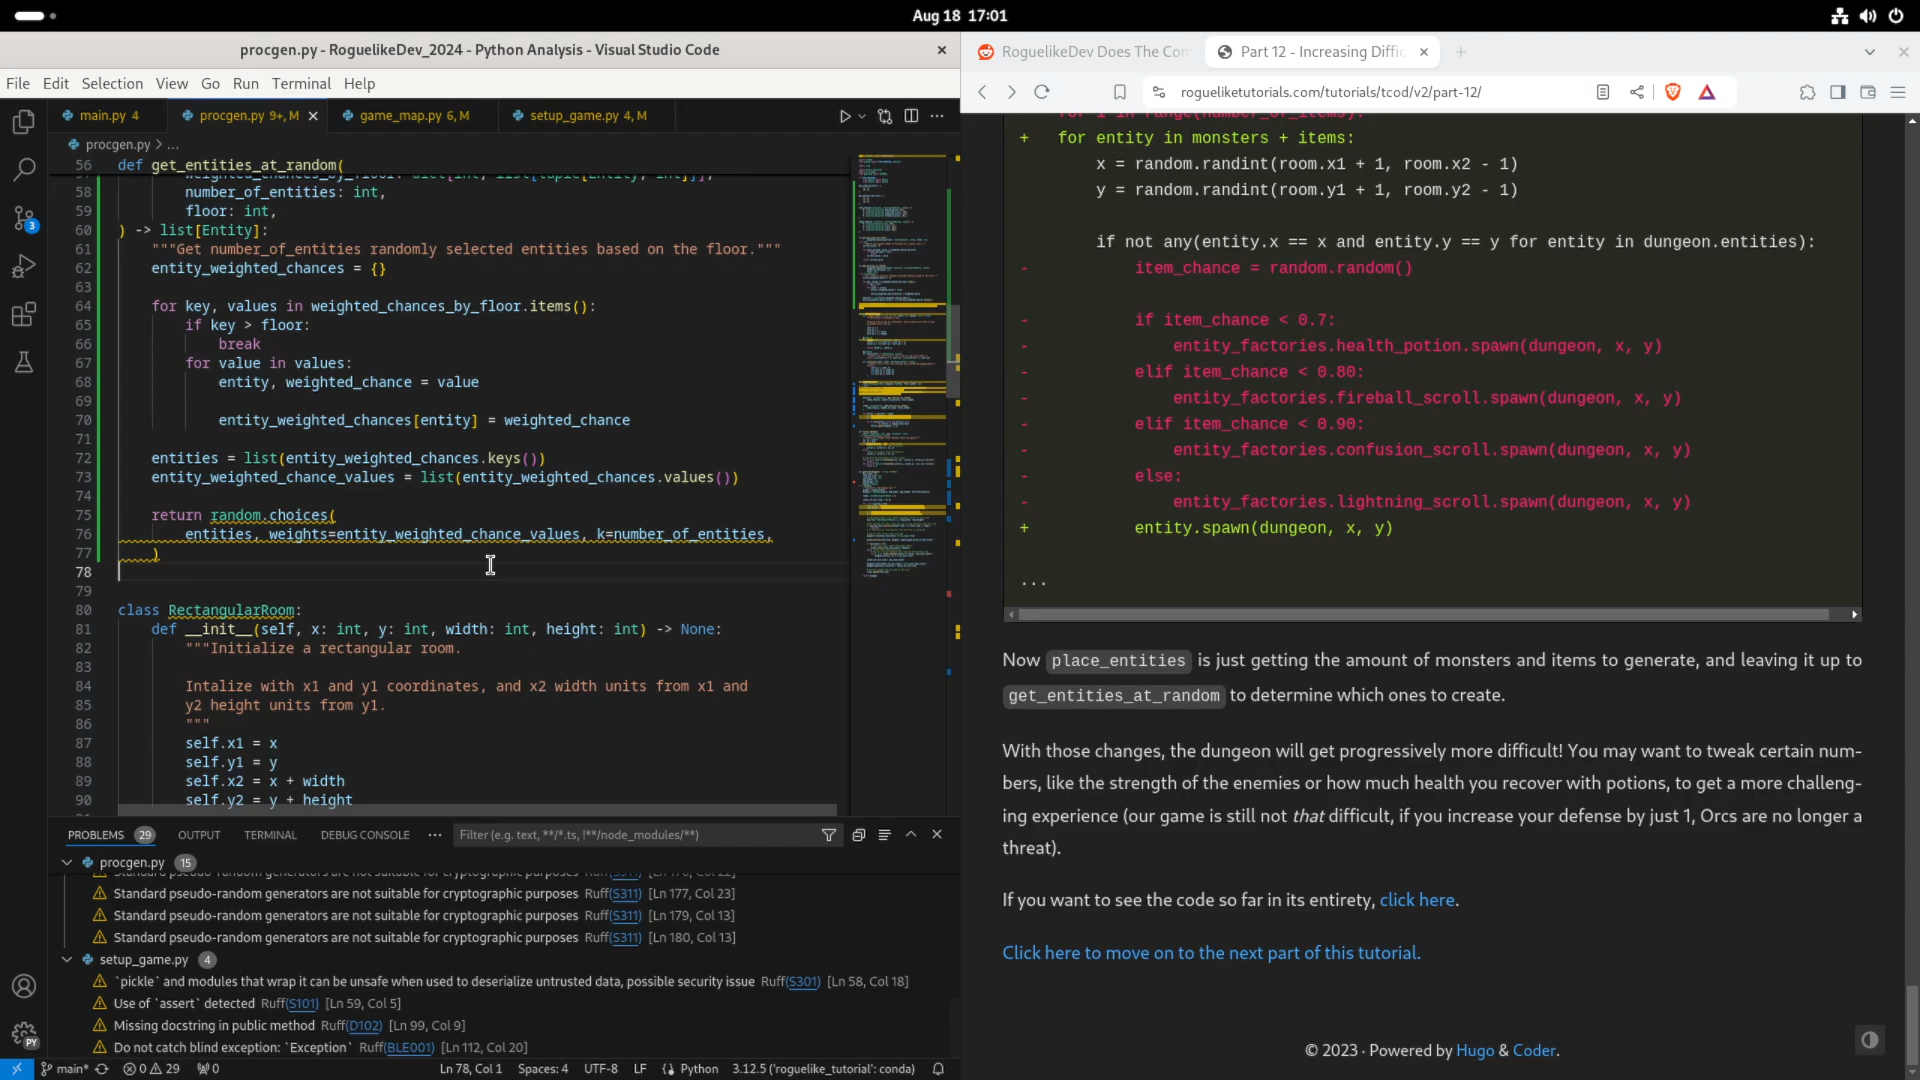 Aug 18 17:01
procgen.py - RoguelikeDev_2024 - Python Analysis - Visual Studio Code
File Edit Selection View Go Run Terminal Help
main.py 4 procgen.py 9+, M game_map.py 6, M setup_game.py 4, M
procgen.py > ...
56 def get_entities_at_random(
58 number_of_entities: int,
59 floor: int,
60 ) -> list[Entity]:
61 """Get number_of_entities randomly selected entities based on the floor."""
62 entity_weighted_chances = {}
63
64 for key, values in weighted_chances_by_floor.items():
65 if key > floor:
66 break
67 for value in values:
68 entity, weighted_chance = value
69
70 entity_weighted_chances[entity] = weighted_chance
71
72 entities = list(entity_weighted_chances.keys())
73 entity_weighted_chance_values = list(entity_weighted_chances.values())
74
75 return random.choices(
76 entities, weights=entity_weighted_chance_values, k=number_of_entities,
77 )
78
79
80 class RectangularRoom:
81 def __init__(self, x: int, y: int, width: int, height: int) -> None:
82 """Initialize a rectangular room.
83
84 Intalize with x1 and y1 coordinates, and x2 width units from x1 and
85 y2 height units from y1.
86 """
87 self.x1 = x
88 self.y1 = y
89 self.x2 = x + width
90 self.y2 = y + height
PROBLEMS 29 OUTPUT TERMINAL DEBUG CONSOLE ... Filter (e.g. text, **/*.ts, !**/node_modules/**)
procgen.py 15
Standard pseudo-random generators are not suitable for cryptographic purposes Ruff(S311) [Ln 177, Col 23]
Standard pseudo-random generators are not suitable for cryptographic purposes Ruff(S311) [Ln 179, Col 13]
Standard pseudo-random generators are not suitable for cryptographic purposes Ruff(S311) [Ln 180, Col 13]
setup_game.py 4
`pickle` and modules that wrap it can be unsafe when used to deserialize untrusted data, possible security issue Ruff(S301) [Ln 58, Col 18]
Use of `assert` detected Ruff(S101) [Ln 59, Col 5]
Missing docstring in public method Ruff(D102) [Ln 99, Col 9]
Do not catch blind exception: `Exception` Ruff(BLE001) [Ln 112, Col 20]
main* 0 29 0 Ln 78, Col 1 Spaces: 4 UTF-8 LF Python 3.12.5 ('roguelike_tutorial': conda)
3
PY
RoguelikeDev Does The Con Part 12 - Increasing Diffic
rogueliketutorials.com/tutorials/tcod/v2/part-12/
+ for entity in monsters + items:
x = random.randint(room.x1 + 1, room.x2 - 1)
y = random.randint(room.y1 + 1, room.y2 - 1)
if not any(entity.x == x and entity.y == y for entity in dungeon.entities):
- item_chance = random.random()
-
- if item_chance < 0.7:
- entity_factories.health_potion.spawn(dungeon, x, y)
- elif item_chance < 0.80:
- entity_factories.fireball_scroll.spawn(dungeon, x, y)
- elif item_chance < 0.90:
- entity_factories.confusion_scroll.spawn(dungeon, x, y)
- else:
- entity_factories.lightning_scroll.spawn(dungeon, x, y)
+ entity.spawn(dungeon, x, y)
...
Now place_entities is just getting the amount of monsters and items to generate, and leaving it up to
get_entities_at_random to determine which ones to create.
With those changes, the dungeon will get progressively more difficult! You may want to tweak certain num-
bers, like the strength of the enemies or how much health you recover with potions, to get a more challeng-
ing experience (our game is still not that difficult, if you increase your defense by just 1, Orcs are no longer a
threat).
If you want to see the code so far in its entirety, click here.
Click here to move on to the next part of this tutorial.
© 2023 · Powered by Hugo & Coder.